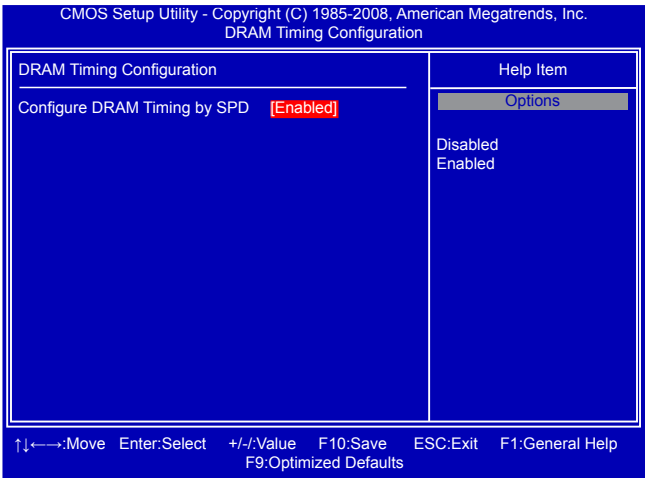 CMOS Setup Utility - Copyright (C) 1985-2008, American Megatrends, Inc.
DRAM Timing Configuration
DRAM Timing Configuration
Help Item
Configure DRAM Timing by SPD [Enabled]
Options
Disabled
Enabled
↑↓←→:Move Enter:Select +/-/:Value F10:Save ESC:Exit F1:General Help
F9:Optimized Defaults